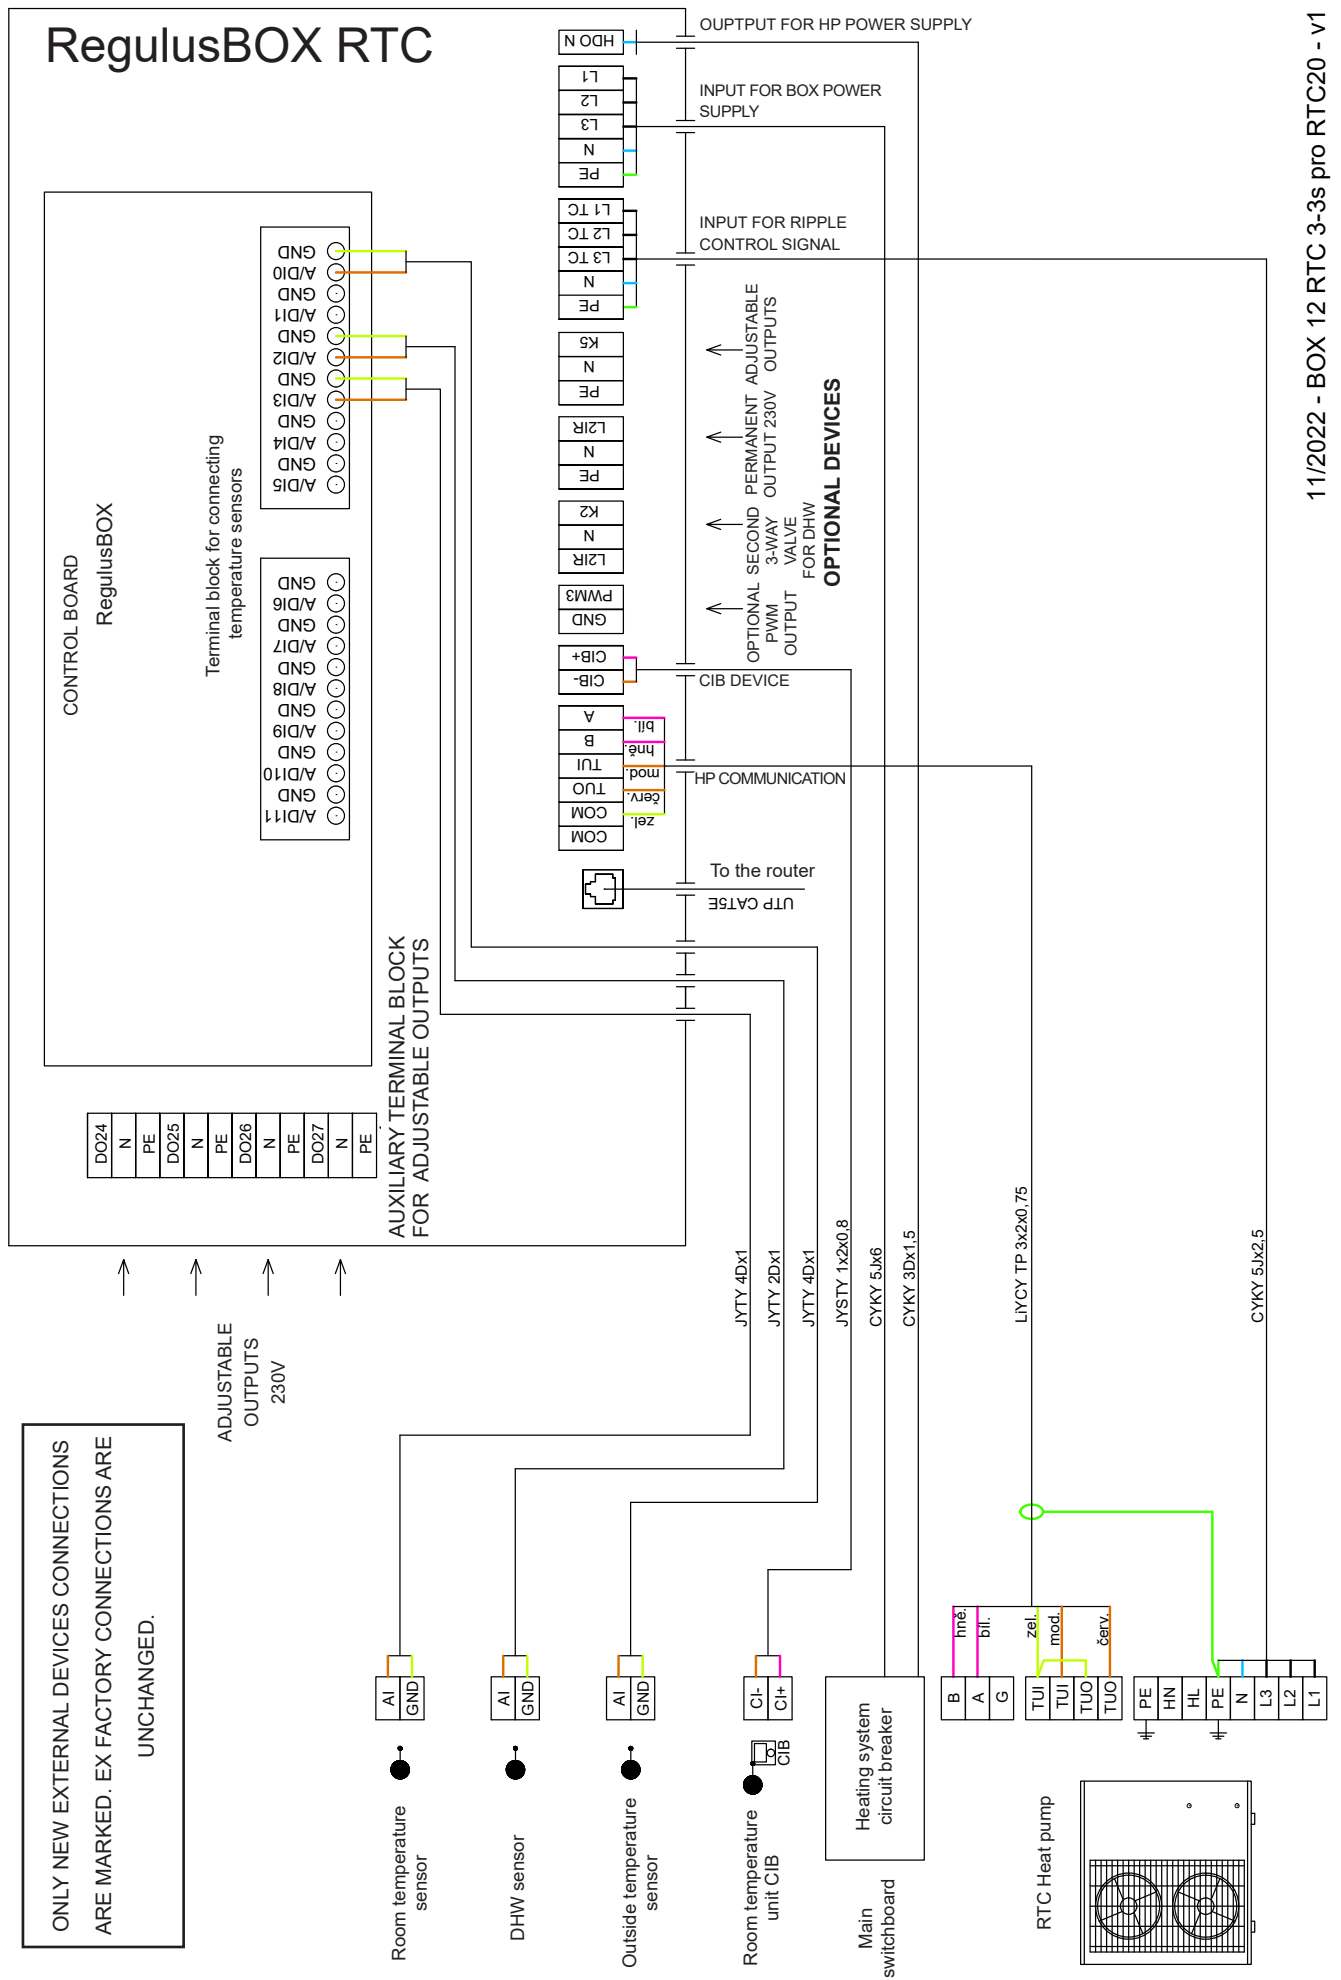 RegulusBOX RTC
11/2022 - BOX 12 RTC 3-3s pro RTC20 - v1
HDO N
OUPTPUT FOR HP POWER SUPPLY
L1
L2
L3
N
PE
INPUT FOR BOX POWER
SUPPLY
L1 TC
L2 TC
L3 TC
N
PE
INPUT FOR RIPPLE
CONTROL SIGNAL
K5
N
PE
ADJUSTABLE
OUTPUTS
L2IR
N
PE
PERMANENT
OUTPUT 230V
K2
N
L2IR
SECOND
3-WAY
VALVE
FOR DHW
PWM3
GND
OPTIONAL
PWM
OUTPUT
OPTIONAL DEVICES
CIB+
CIB-
CIB DEVICE
A
B
TUI
TUO
COM
COM
bíl.
hně.
mod.
červ.
zel.
HP COMMUNICATION
To the router
UTP CAT5E
CONTROL BOARD
RegulusBOX
Terminal block for connecting
temperature sensors
GND
A/DI0
GND
A/DI1
GND
A/DI2
GND
A/DI3
GND
A/DI4
GND
A/DI5
GND
A/DI6
GND
A/DI7
GND
A/DI8
GND
A/DI9
GND
A/DI10
GND
A/DI11
AUXILIARY TERMINAL BLOCK
FOR ADJUSTABLE OUTPUTS
DO24
N
PE
DO25
N
PE
DO26
N
PE
DO27
N
PE
ADJUSTABLE
OUTPUTS
230V
ONLY NEW EXTERNAL DEVICES CONNECTIONS
ARE MARKED. EX FACTORY CONNECTIONS ARE
UNCHANGED.
JYTY 4Dx1
JYTY 2Dx1
JYTY 4Dx1
JYSTY 1x2x0,8
CYKY 5Jx6
CYKY 3Dx1,5
LiYCY TP 3x2x0,75
CYKY 5Jx2,5
AI
GND
Room temperature
sensor
AI
GND
DHW sensor
AI
GND
Outside temperature
sensor
CI-
CI+
CIB
Room temperature
unit CIB
Heating system
circuit breaker
Main
switchboard
hně.
bíl.
zel.
mod.
červ.
B
A
G
TUI
TUI
TUO
TUO
PE
HN
HL
PE
N
L3
L2
L1
RTC Heat pump